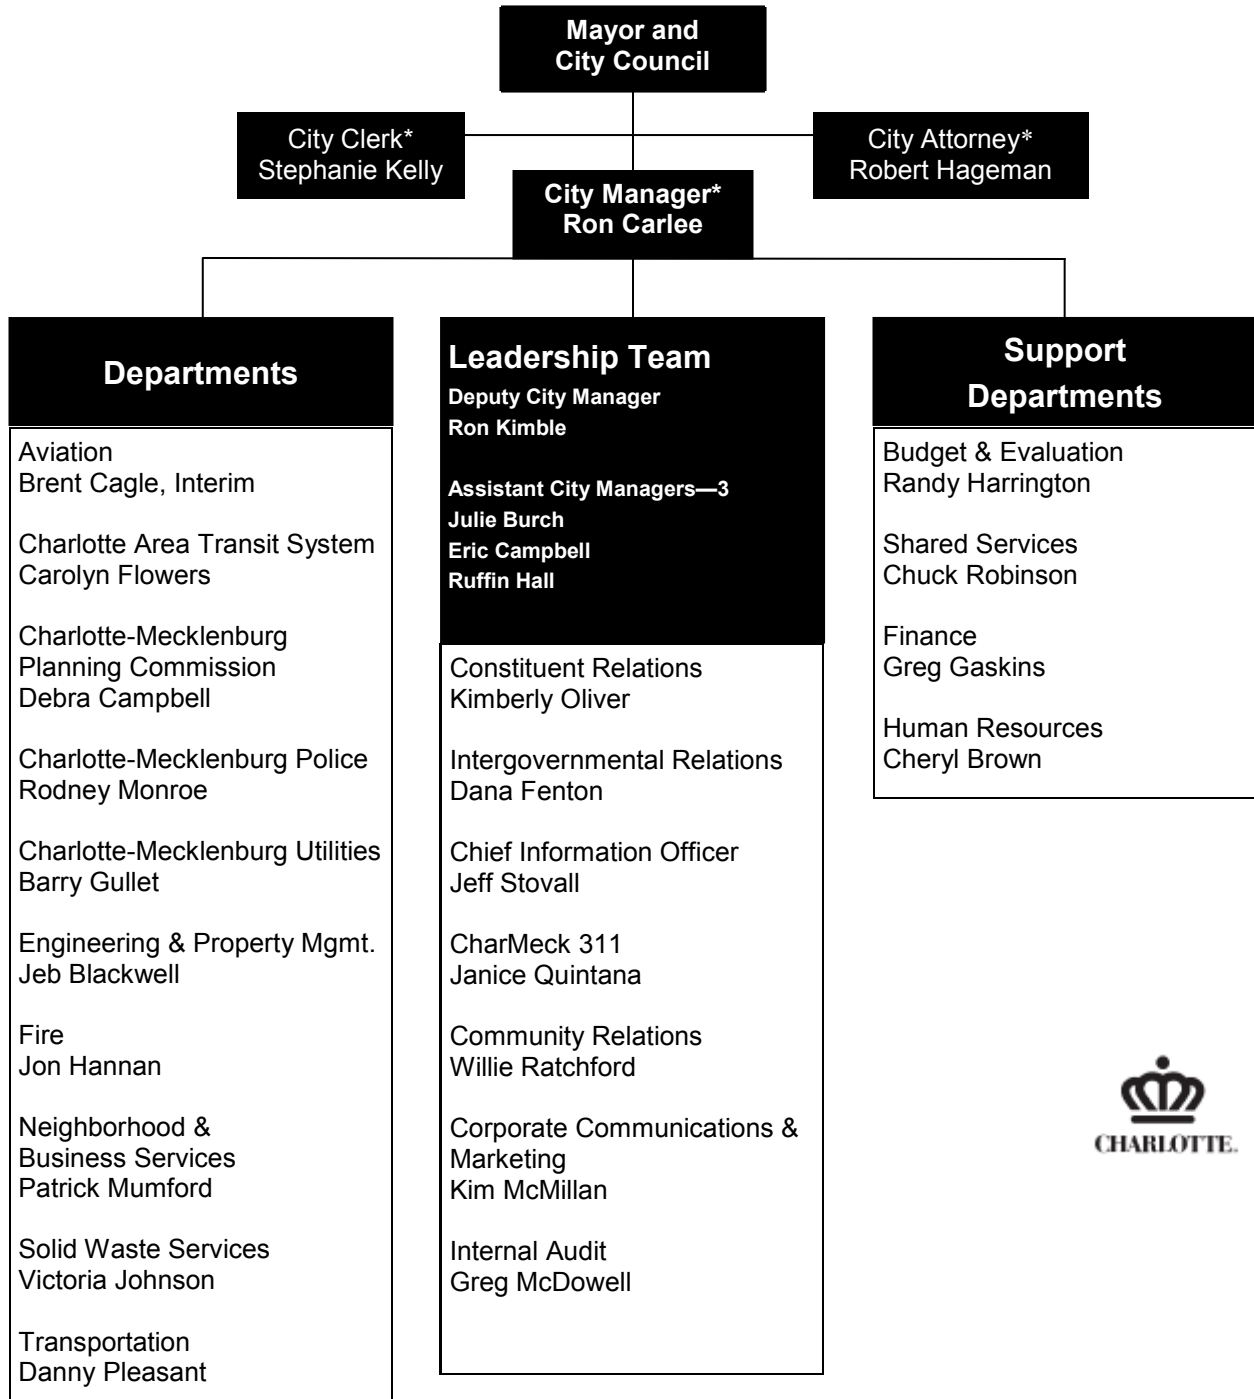 Mayor and
City Council
City Clerk*
Stephanie Kelly
City Attorney*
Robert Hageman
City Manager*
Ron Carlee
Departments
Aviation
Brent Cagle, Interim
Charlotte Area Transit System
Carolyn Flowers
Charlotte-Mecklenburg
Planning Commission
Debra Campbell
Charlotte-Mecklenburg Police
Rodney Monroe
Charlotte-Mecklenburg Utilities
Barry Gullet
Engineering & Property Mgmt.
Jeb Blackwell
Fire
Jon Hannan
Neighborhood &
Business Services
Patrick Mumford
Solid Waste Services
Victoria Johnson
Transportation
Danny Pleasant
Leadership Team
Deputy City Manager
Ron Kimble
Assistant City Managers—3
Julie Burch
Eric Campbell
Ruffin Hall
Constituent Relations
Kimberly Oliver
Intergovernmental Relations
Dana Fenton
Chief Information Officer
Jeff Stovall
CharMeck 311
Janice Quintana
Community Relations
Willie Ratchford
Corporate Communications &
Marketing
Kim McMillan
Internal Audit
Greg McDowell
Support
Departments
Budget & Evaluation
Randy Harrington
Shared Services
Chuck Robinson
Finance
Greg Gaskins
Human Resources
Cheryl Brown
CHARLOTTE.